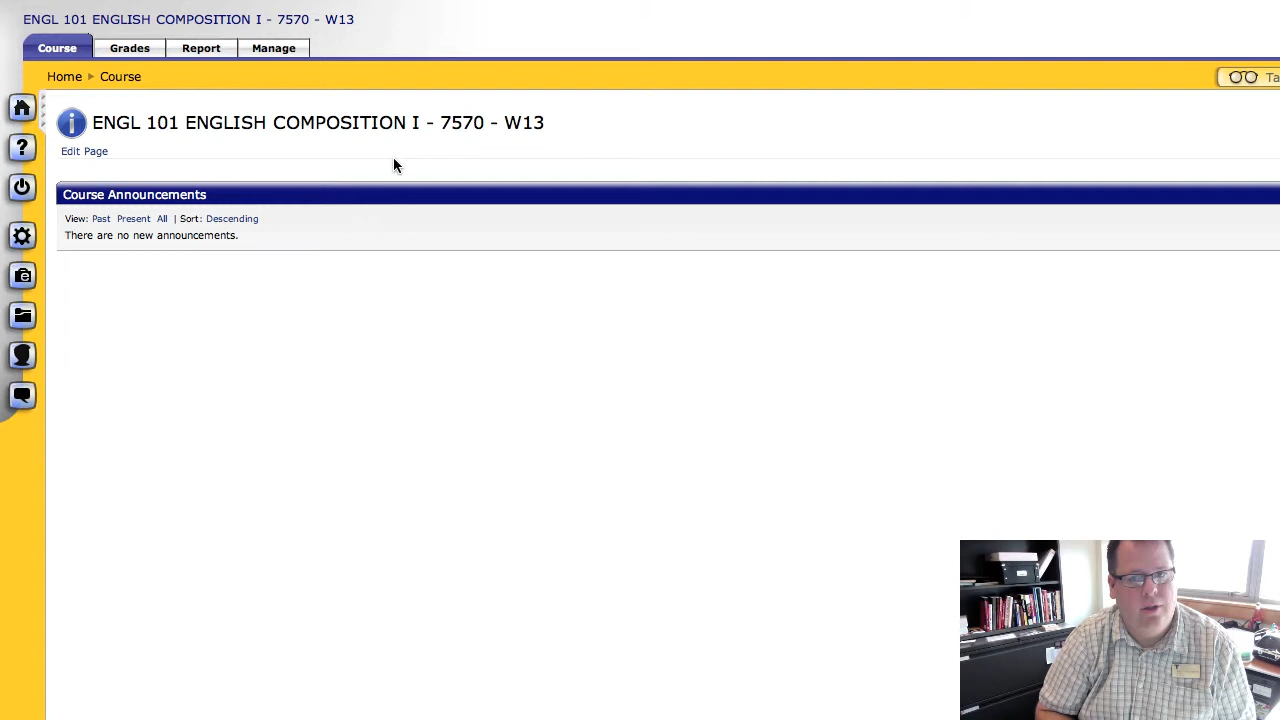 ENGL 101 ENGLISH COMPOSITION I - 7570 - W13
Course Grades Report Manage
Home Course
Ta
ENGL 101 ENGLISH COMPOSITION I - 7570 - W13
Edit Page
Course Announcements
View: Past Present All | Sort: Descending
There are no new announcements.